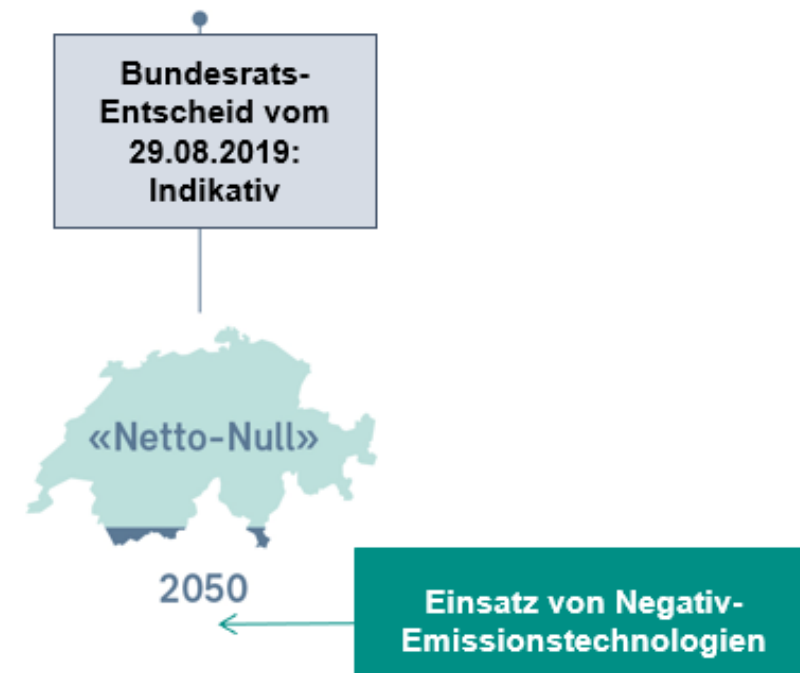 Bundesrats-
Entscheid vom
29.08.2019:
Indikativ
«Netto-Null»
2050
Einsatz von Negativ-
Emissionstechnologien